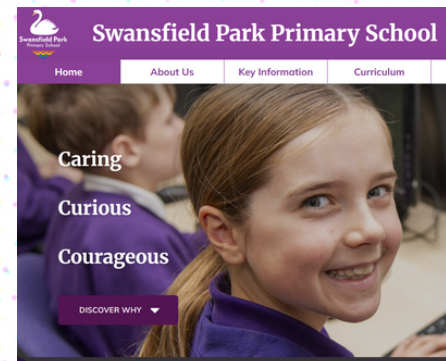 Swansfield Park
Primary School
Swansfield Park Primary School
Home
About Us
Key Information
Curriculum
Caring
Curious
Courageous
DISCOVER WHY